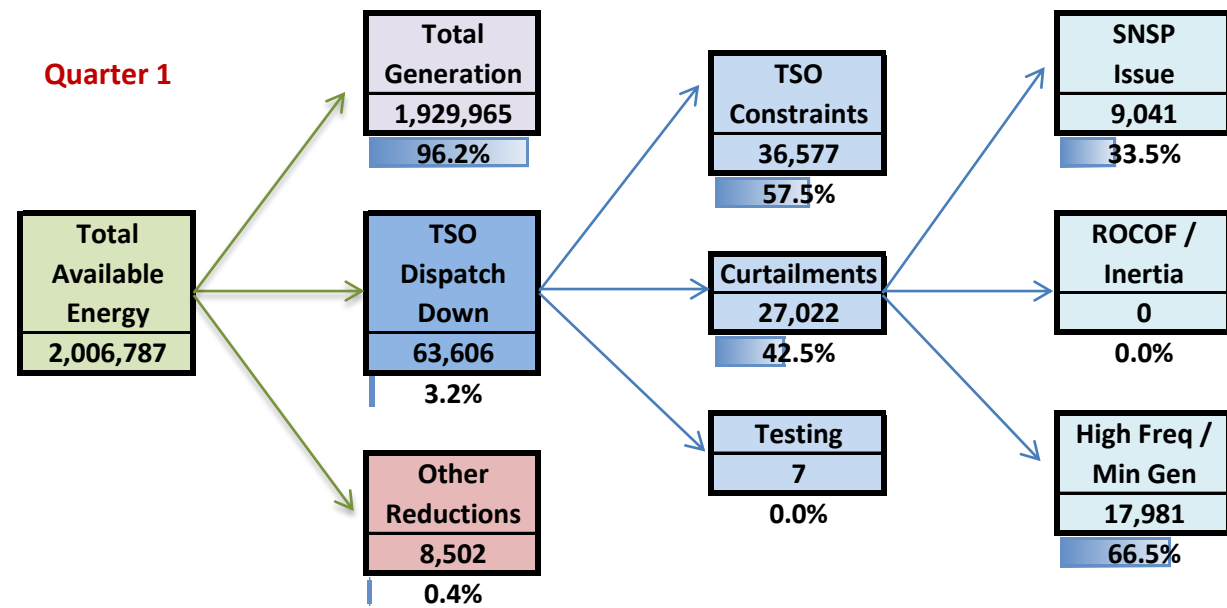 Quarter 1
Total
Available
Energy
2,006,787
Total
Generation
1,929,965
96.2%
TSO
Dispatch
Down
63,606
3.2%
Other
Reductions
8,502
0.4%
TSO
Constraints
36,577
57.5%
Curtailments
27,022
42.5%
Testing
7
0.0%
SNSP
Issue
9,041
33.5%
ROCOF /
Inertia
0
0.0%
High Freq /
Min Gen
17,981
66.5%